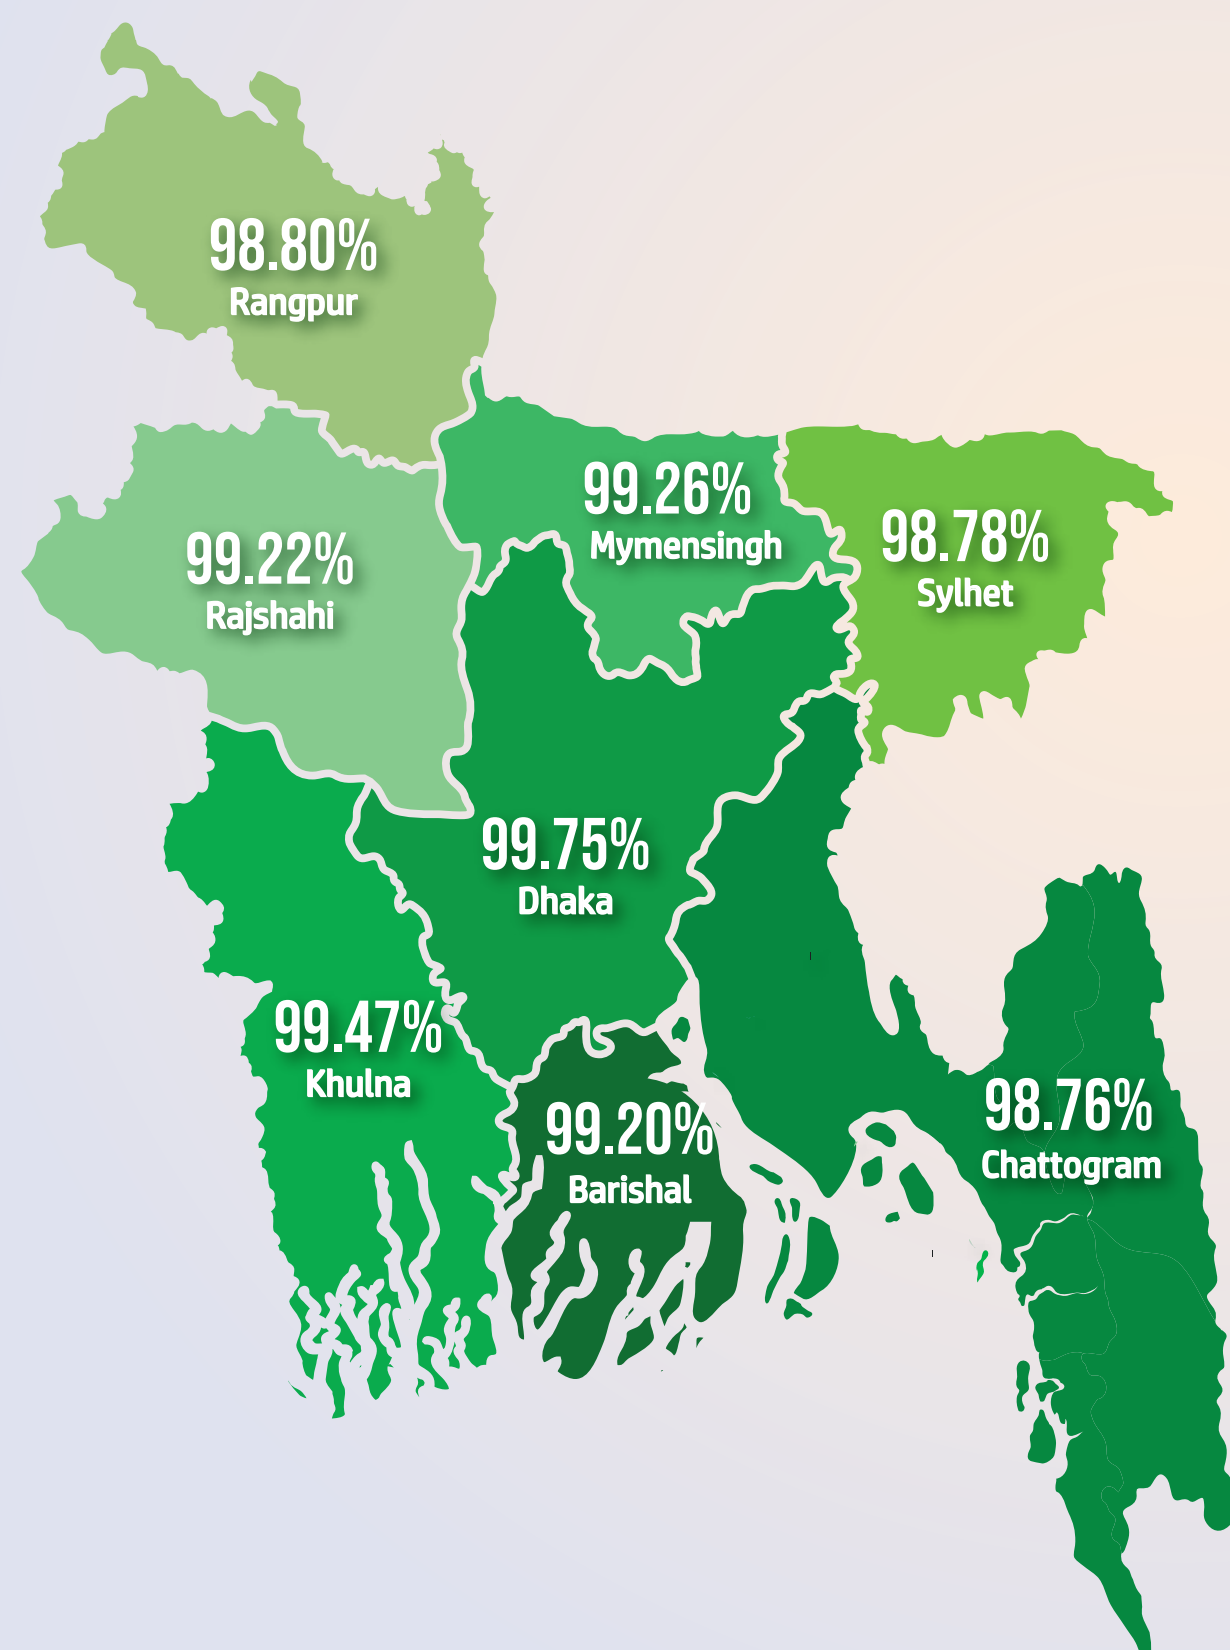 98.80%
Rangpur
99.26%
Mymensingh
98.78%
Sylhet
99.22%
Rajshahi
99.75%
Dhaka
99.47%
Khulna
99.20%
Barishal
98.76%
Chattogram